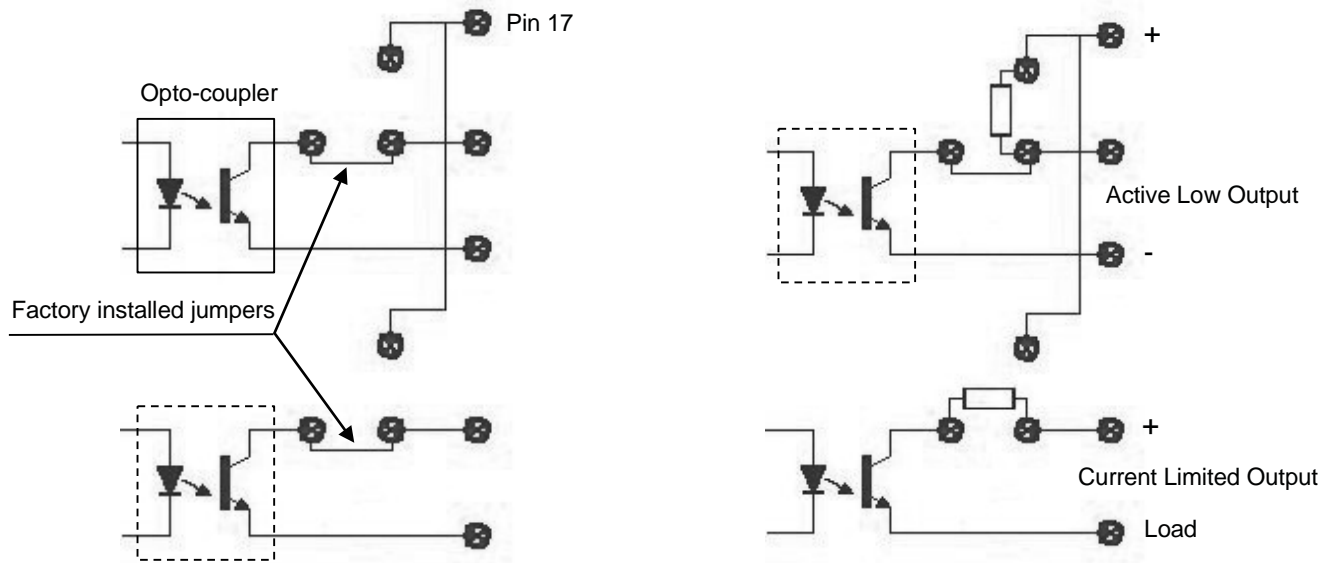 Pin 17
Opto-coupler
Factory installed jumpers
+
Active Low Output
-
+
Current Limited Output
Load